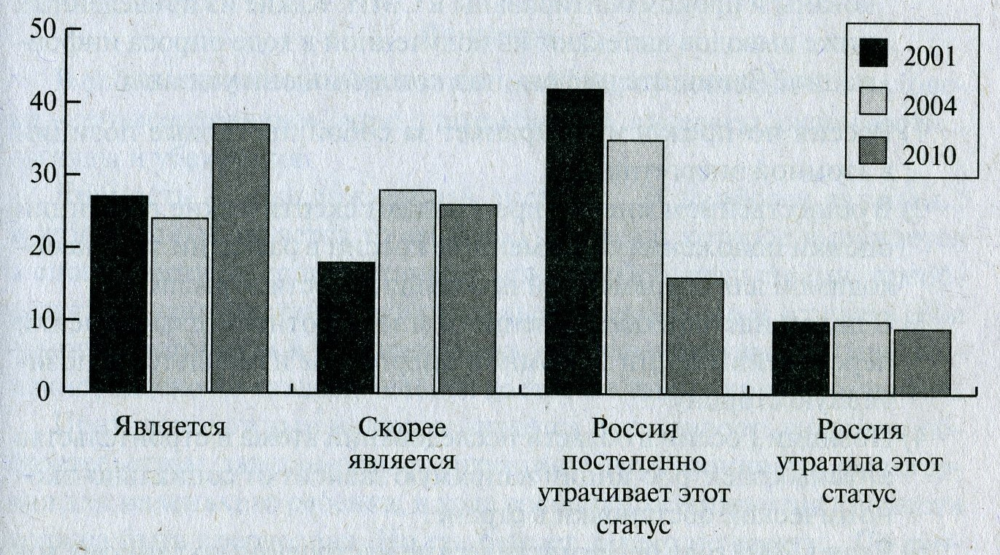 50
40
30
20
10
0
2001
2004
2010
Является
Скорее
является
Россия
постепенно
утрачивает этот
статус
Россия
утратила этот
статус